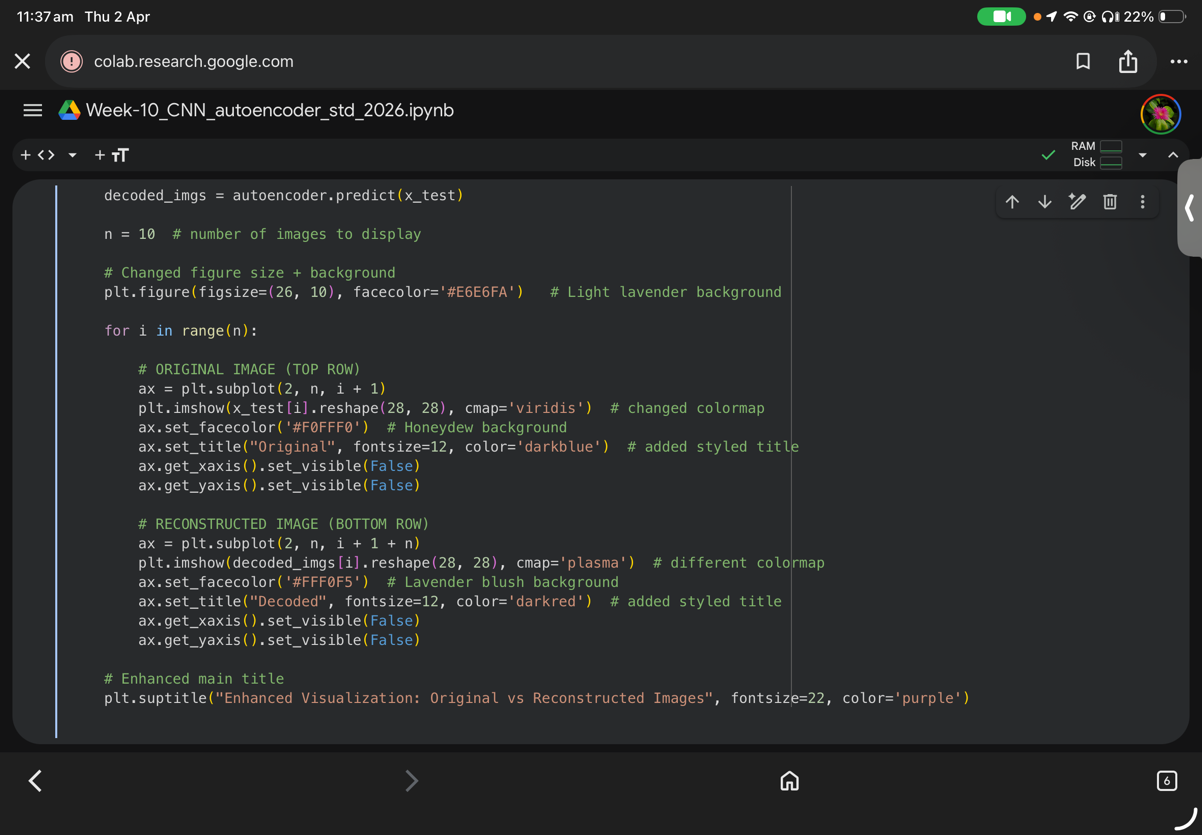 11:37 am Thu 2 Apr
22%
colab.research.google.com
Week-10_CNN_autoencoder_std_2026.ipynb
+ <> + TT
RAM
Disk
decoded_imgs = autoencoder.predict(x_test)
n = 10  # number of images to display
# Changed figure size + background
plt.figure(figsize=(26, 10), facecolor='#E6E6FA')   # Light lavender background
for i in range(n):
    # ORIGINAL IMAGE (TOP ROW)
    ax = plt.subplot(2, n, i + 1)
    plt.imshow(x_test[i].reshape(28, 28), cmap='viridis')  # changed colormap
    ax.set_facecolor('#F0FFF0')  # Honeydew background
    ax.set_title("Original", fontsize=12, color='darkblue')  # added styled title
    ax.get_xaxis().set_visible(False)
    ax.get_yaxis().set_visible(False)
    # RECONSTRUCTED IMAGE (BOTTOM ROW)
    ax = plt.subplot(2, n, i + 1 + n)
    plt.imshow(decoded_imgs[i].reshape(28, 28), cmap='plasma')  # different colormap
    ax.set_facecolor('#FFF0F5')  # Lavender blush background
    ax.set_title("Decoded", fontsize=12, color='darkred')  # added styled title
    ax.get_xaxis().set_visible(False)
    ax.get_yaxis().set_visible(False)
# Enhanced main title
plt.suptitle("Enhanced Visualization: Original vs Reconstructed Images", fontsize=22, color='purple')
6